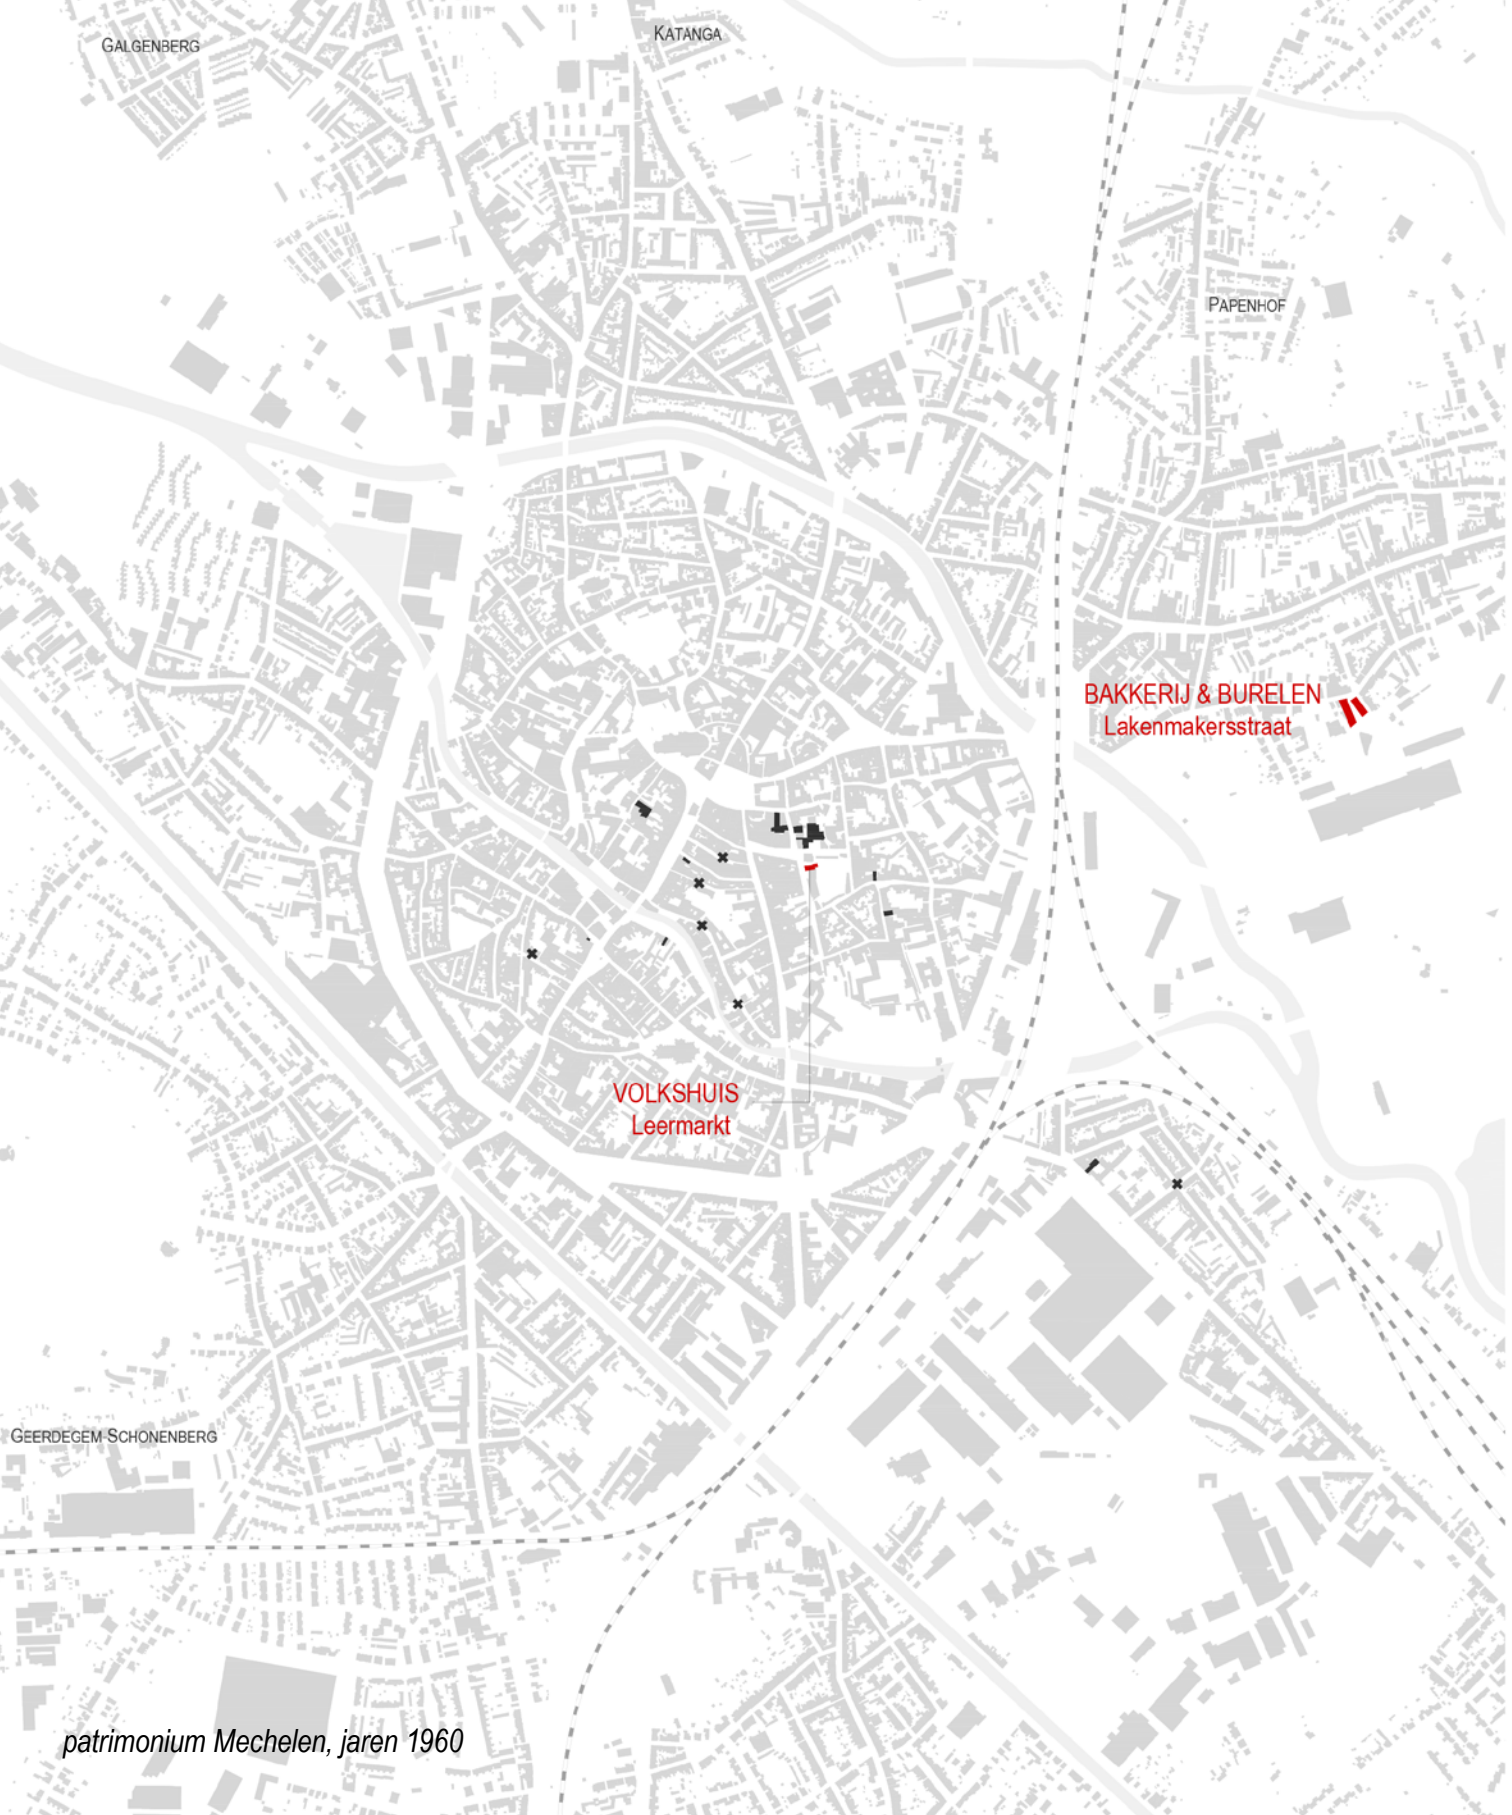 GALGENBERG
KATANGA
PAPENHOF
BAKKERIJ & BURELEN
Lakenmakersstraat
VOLKSHUIS
Leermarkt
GEERDEGEM-SCHONENBERG
patrimonium Mechelen, jaren 1960